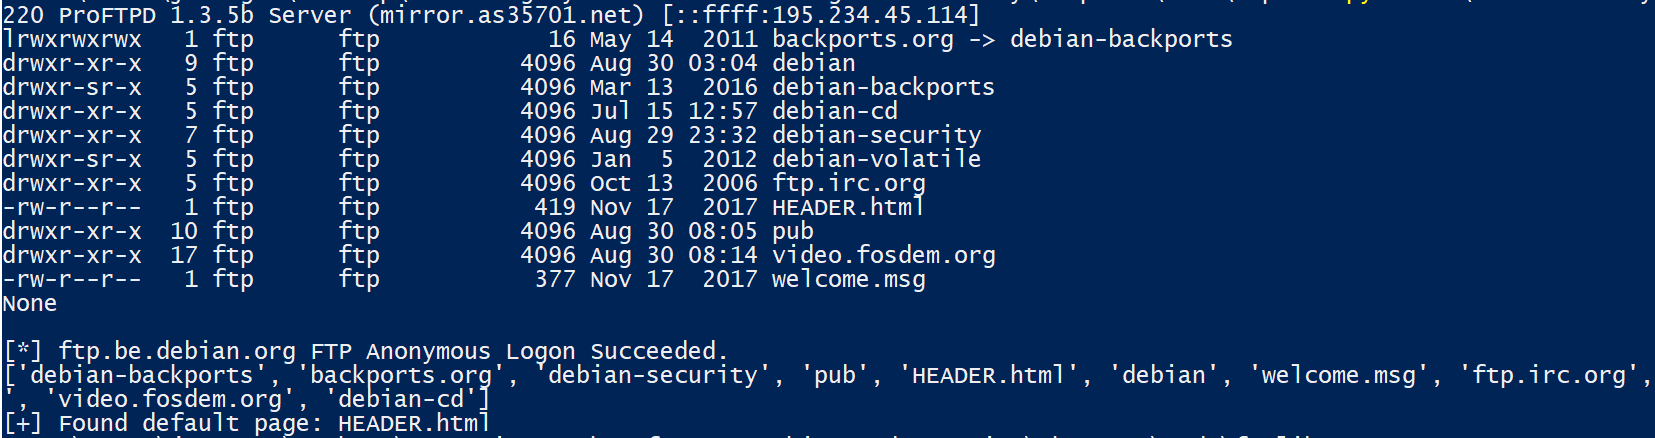 220 ProFTPD 1.3.5b Server (mirror.as35701.net) [::ffff:195.234.45.114]
lrwxrwxrwx   1 ftp      ftp            16 May 14  2011 backports.org -> debian-backports
drwxr-xr-x   9 ftp      ftp          4096 Aug 30 03:04 debian
drwxr-sr-x   5 ftp      ftp          4096 Mar 13  2016 debian-backports
drwxr-xr-x   5 ftp      ftp          4096 Jul 15 12:57 debian-cd
drwxr-xr-x   7 ftp      ftp          4096 Aug 29 23:32 debian-security
drwxr-sr-x   5 ftp      ftp          4096 Jan  5  2012 debian-volatile
drwxr-xr-x   5 ftp      ftp          4096 Oct 13  2006 ftp.irc.org
-rw-r--r--   1 ftp      ftp           419 Nov 17  2017 HEADER.html
drwxr-xr-x  10 ftp      ftp          4096 Aug 30 08:05 pub
drwxr-xr-x  17 ftp      ftp          4096 Aug 30 08:14 video.fosdem.org
-rw-r--r--   1 ftp      ftp           377 Nov 17  2017 welcome.msg
None
[*] ftp.be.debian.org FTP Anonymous Logon Succeeded.
['debian-backports', 'backports.org', 'debian-security', 'pub', 'HEADER.html', 'debian', 'welcome.msg', 'ftp.irc.org',
', 'video.fosdem.org', 'debian-cd']
[+] Found default page: HEADER.html